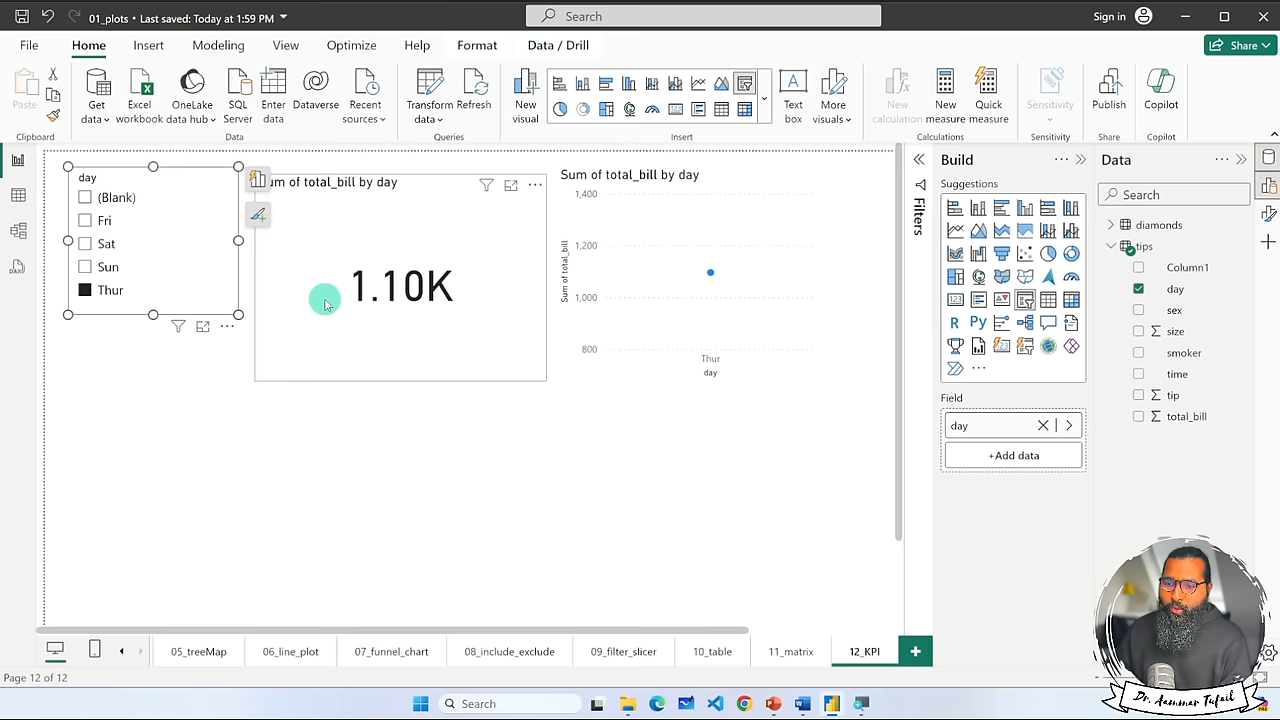 01_plots • Last saved: Today at 1:59 PM
Search
Sign in
File Home Insert Modeling View Optimize Help Format Data / Drill
Share
Paste
Get data
Excel workbook
OneLake data hub
SQL Server
Enter data
Dataverse
Recent sources
Transform data
Refresh
New visual
Text box
More visuals
New calculation
New measure
Quick measure
Sensitivity
Publish
Copilot
Clipboard
Data
Queries
Insert
Calculations
Sensitivity
Share
Copilot
day
(Blank)
Fri
Sat
Sun
Thur
um of total_bill by day
1.10K
Sum of total_bill by day
1,400
1,200
1,000
800
Sum of total_bill
Thur
day
Filters
Build
Suggestions
R
Py
Field
day
+Add data
Data
Search
diamonds
tips
Column1
day
sex
size
smoker
time
tip
total_bill
05_treeMap
06_line_plot
07_funnel_chart
08_include_exclude
09_filter_slicer
10_table
11_matrix
12_KPI
Page 12 of 12
Search
Dr. Aammar Tufail